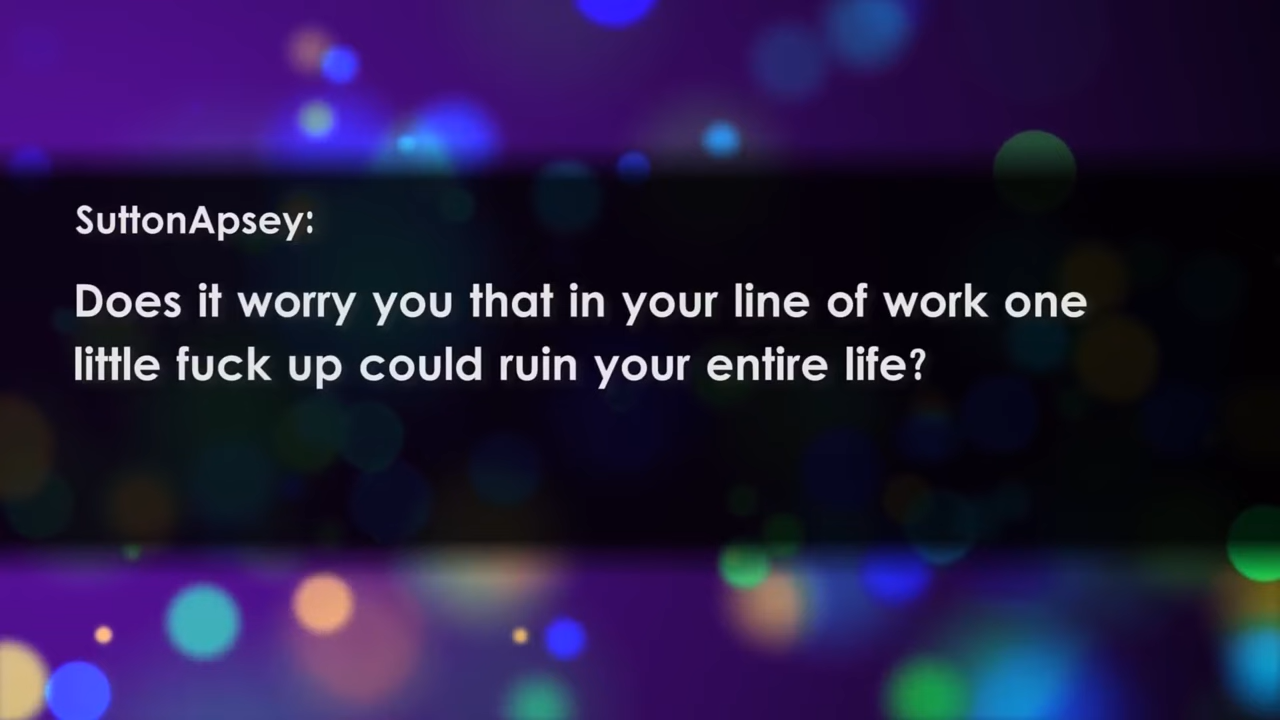 SuttonApsey:
Does it worry you that in your line of work one
little fuck up could ruin your entire life?